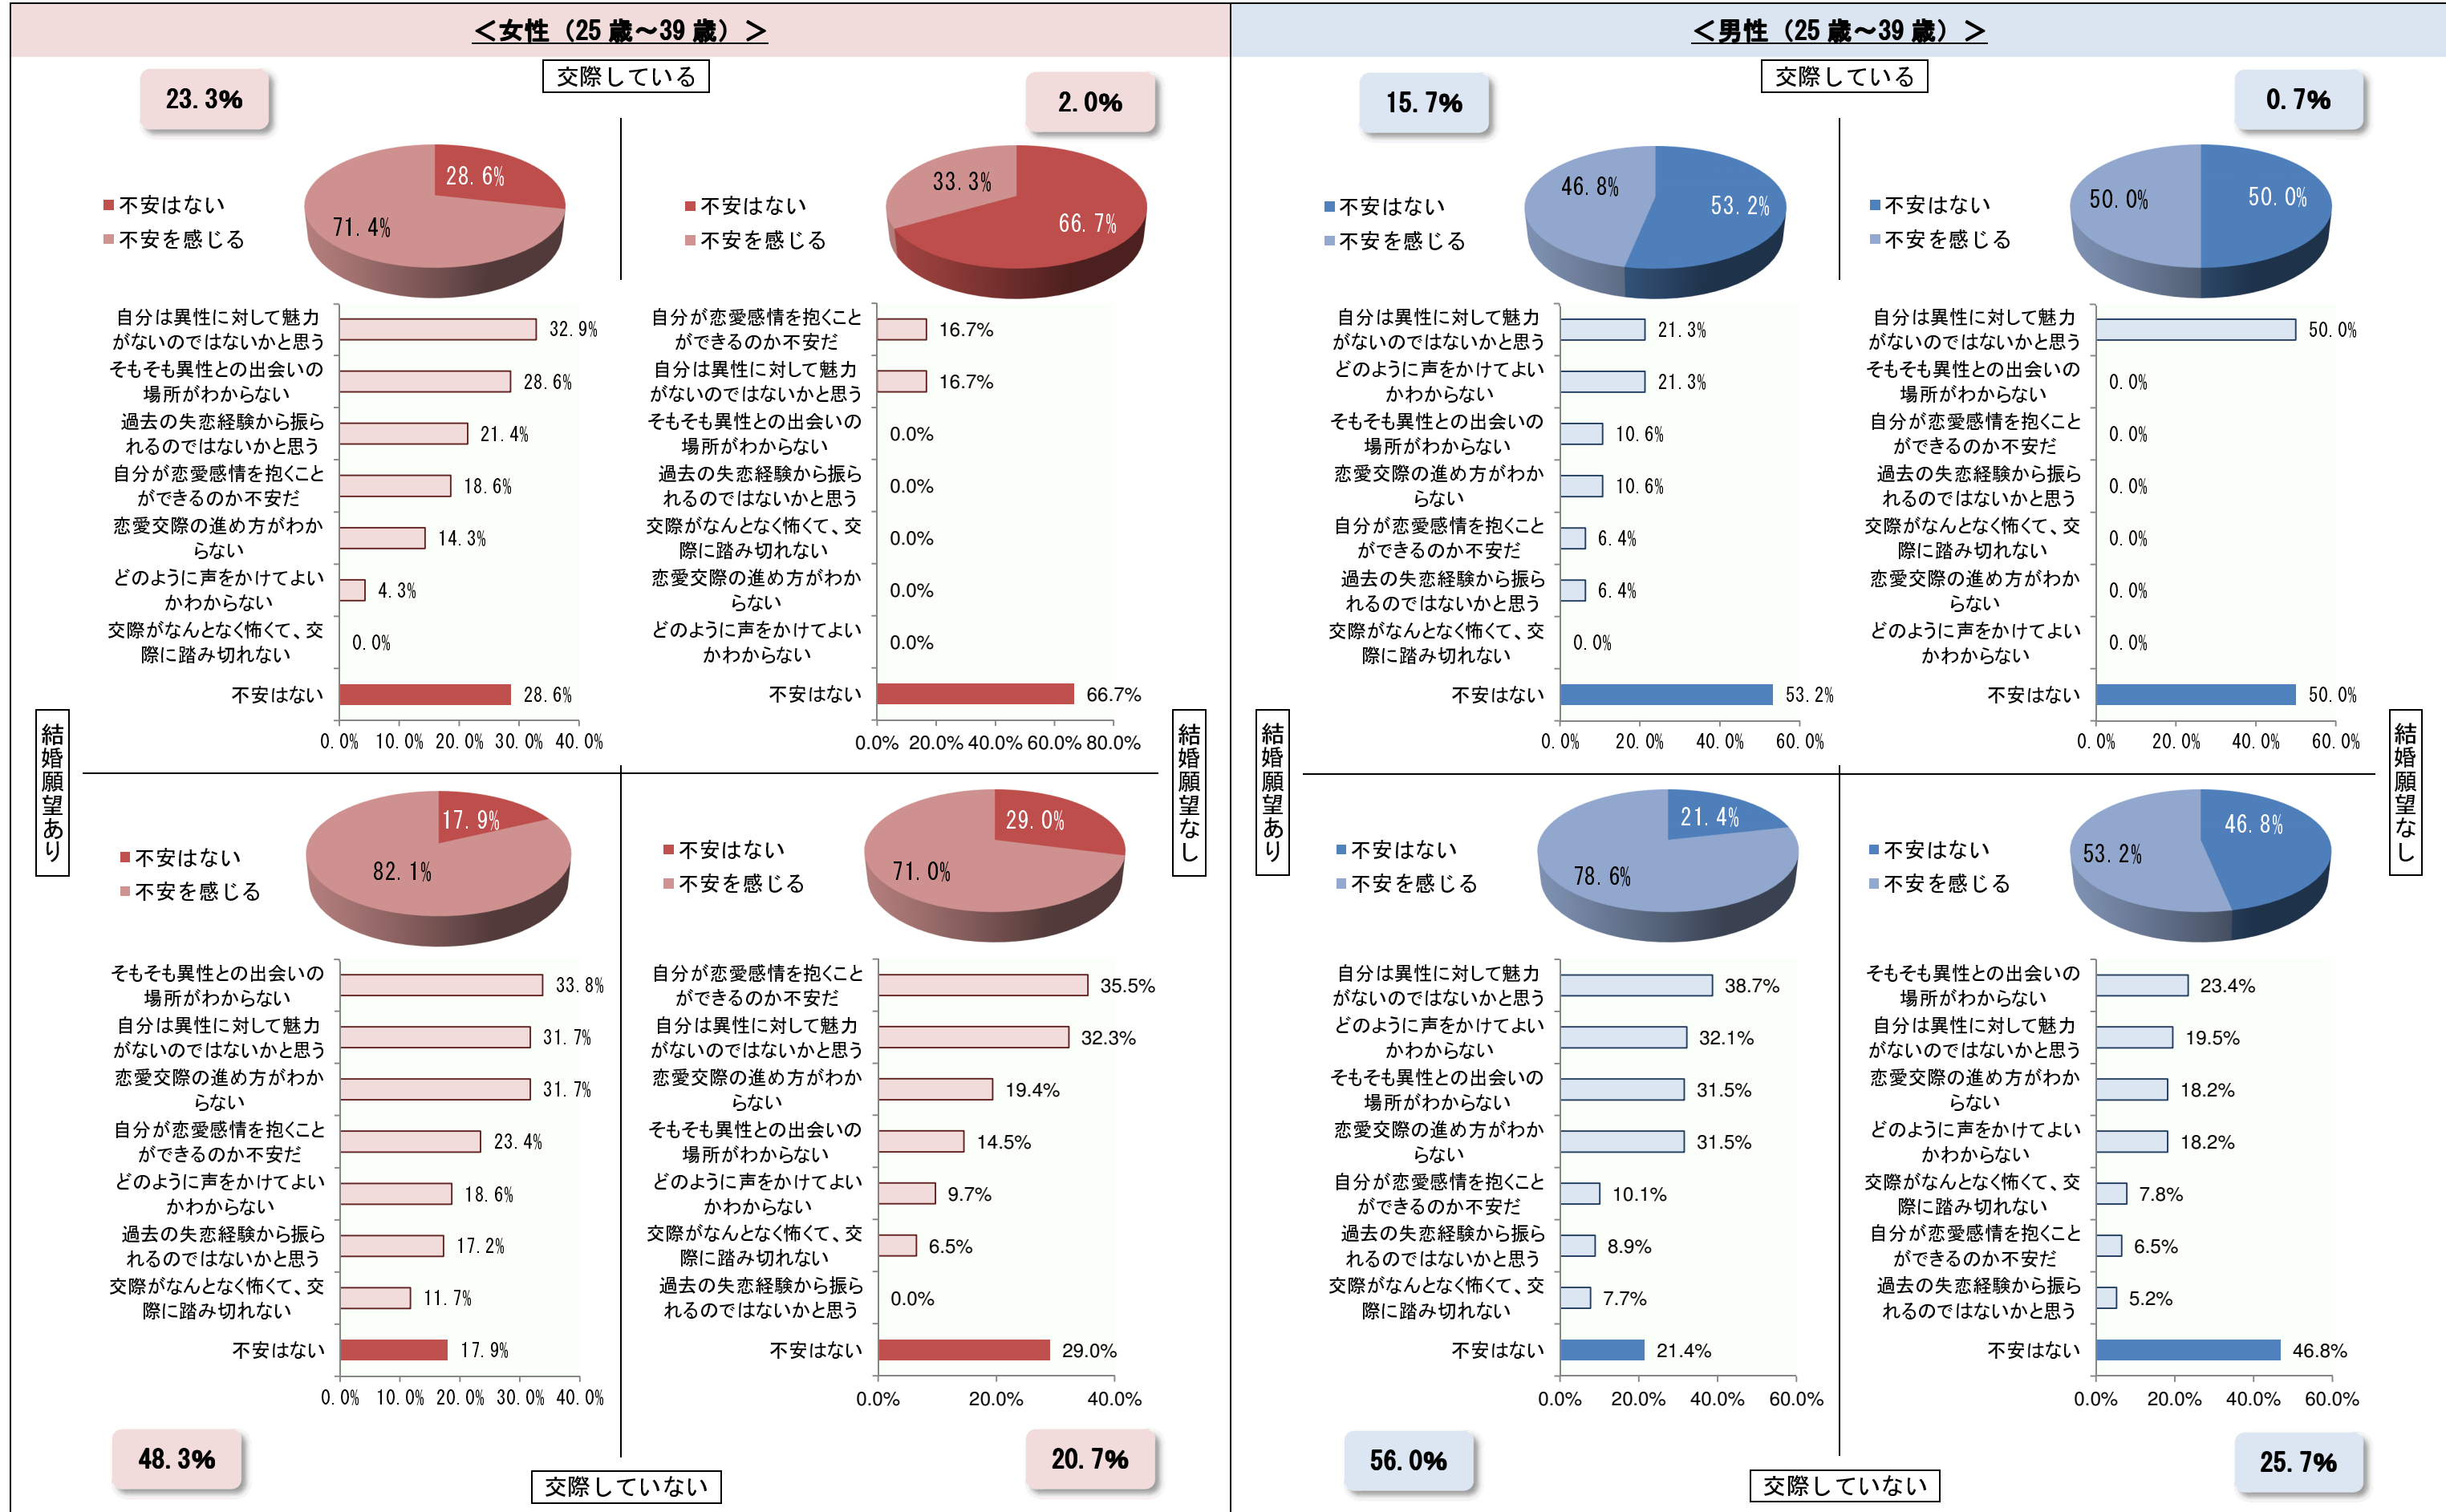 ＜女性（25 歳～39 歳）＞
交際している
23.3%
2.0%
28.6%
71.4%
不安はない
不安を感じる
33.3%
66.7%
不安はない
不安を感じる
自分は異性に対して魅力
がないのではないかと思う
32.9%
そもそも異性との出会いの
場所がわからない
28.6%
過去の失恋経験から振ら
れるのではないかと思う
21.4%
自分が恋愛感情を抱くこと
ができるのか不安だ
18.6%
恋愛交際の進め方がわか
らない
14.3%
どのように声をかけてよい
かわからない
4.3%
交際がなんとなく怖くて、交
際に踏み切れない
0.0%
不安はない
28.6%
0.0% 10.0% 20.0% 30.0% 40.0%
自分が恋愛感情を抱くこと
ができるのか不安だ
16.7%
自分は異性に対して魅力
がないのではないかと思う
16.7%
そもそも異性との出会いの
場所がわからない
0.0%
過去の失恋経験から振ら
れるのではないかと思う
0.0%
交際がなんとなく怖くて、交
際に踏み切れない
0.0%
恋愛交際の進め方がわか
らない
0.0%
どのように声をかけてよい
かわからない
0.0%
不安はない
66.7%
0.0% 20.0% 40.0% 60.0% 80.0%
結婚願望あり
結婚願望なし
17.9%
82.1%
不安はない
不安を感じる
29.0%
71.0%
不安はない
不安を感じる
そもそも異性との出会いの
場所がわからない
33.8%
自分は異性に対して魅力
がないのではないかと思う
31.7%
恋愛交際の進め方がわか
らない
31.7%
自分が恋愛感情を抱くこと
ができるのか不安だ
23.4%
どのように声をかけてよい
かわからない
18.6%
過去の失恋経験から振ら
れるのではないかと思う
17.2%
交際がなんとなく怖くて、交
際に踏み切れない
11.7%
不安はない
17.9%
0.0% 10.0% 20.0% 30.0% 40.0%
自分が恋愛感情を抱くこと
ができるのか不安だ
35.5%
自分は異性に対して魅力
がないのではないかと思う
32.3%
恋愛交際の進め方がわか
らない
19.4%
そもそも異性との出会いの
場所がわからない
14.5%
どのように声をかけてよい
かわからない
9.7%
交際がなんとなく怖くて、交
際に踏み切れない
6.5%
過去の失恋経験から振ら
れるのではないかと思う
0.0%
不安はない
29.0%
0.0% 20.0% 40.0%
48.3%
20.7%
交際していない
＜男性（25 歳～39 歳）＞
交際している
15.7%
0.7%
46.8%
53.2%
不安はない
不安を感じる
50.0%
50.0%
不安はない
不安を感じる
自分は異性に対して魅力
がないのではないかと思う
21.3%
どのように声をかけてよい
かわからない
21.3%
そもそも異性との出会いの
場所がわからない
10.6%
恋愛交際の進め方がわか
らない
10.6%
自分が恋愛感情を抱くこと
ができるのか不安だ
6.4%
過去の失恋経験から振ら
れるのではないかと思う
6.4%
交際がなんとなく怖くて、交
際に踏み切れない
0.0%
不安はない
53.2%
0.0% 20.0% 40.0% 60.0%
自分は異性に対して魅力
がないのではないかと思う
50.0%
そもそも異性との出会いの
場所がわからない
0.0%
自分が恋愛感情を抱くこと
ができるのか不安だ
0.0%
過去の失恋経験から振ら
れるのではないかと思う
0.0%
交際がなんとなく怖くて、交
際に踏み切れない
0.0%
恋愛交際の進め方がわか
らない
0.0%
どのように声をかけてよい
かわからない
0.0%
不安はない
50.0%
0.0% 20.0% 40.0% 60.0%
結婚願望あり
結婚願望なし
21.4%
78.6%
不安はない
不安を感じる
46.8%
53.2%
不安はない
不安を感じる
自分は異性に対して魅力
がないのではないかと思う
38.7%
どのように声をかけてよい
かわからない
32.1%
そもそも異性との出会いの
場所がわからない
31.5%
恋愛交際の進め方がわか
らない
31.5%
自分が恋愛感情を抱くこと
ができるのか不安だ
10.1%
過去の失恋経験から振ら
れるのではないかと思う
8.9%
交際がなんとなく怖くて、交
際に踏み切れない
7.7%
不安はない
21.4%
0.0% 20.0% 40.0% 60.0%
そもそも異性との出会いの
場所がわからない
23.4%
自分は異性に対して魅力
がないのではないかと思う
19.5%
恋愛交際の進め方がわか
らない
18.2%
どのように声をかけてよい
かわからない
18.2%
交際がなんとなく怖くて、交
際に踏み切れない
7.8%
自分が恋愛感情を抱くこと
ができるのか不安だ
6.5%
過去の失恋経験から振ら
れるのではないかと思う
5.2%
不安はない
46.8%
0.0% 20.0% 40.0% 60.0%
56.0%
25.7%
交際していない